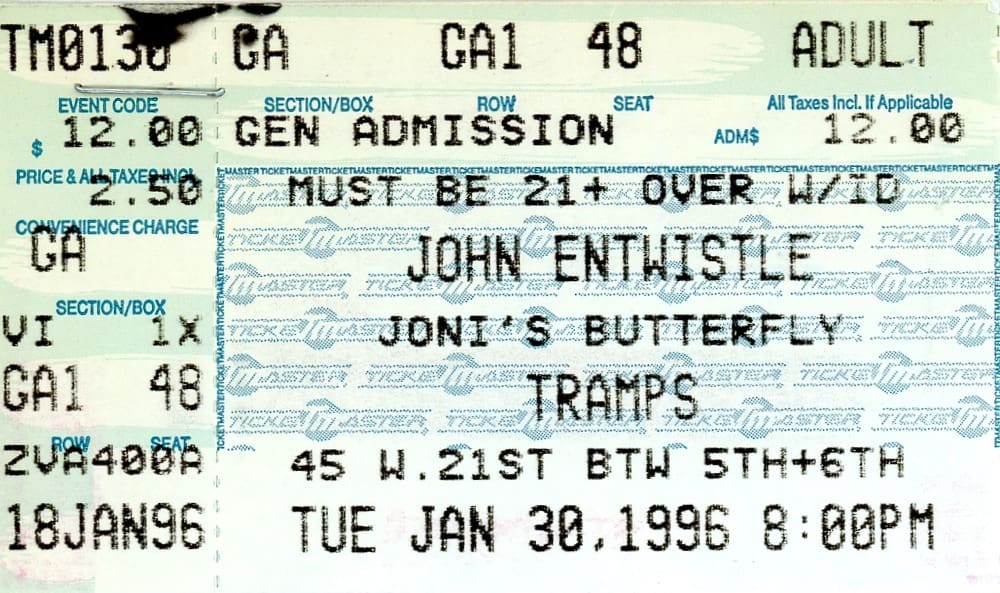 TM0130 GA GA1 48 ADULT
EVENT CODE SECTION/BOX ROW SEAT All Taxes Incl. If Applicable
$ 12.00 GEN ADMISSION ADM$ 12.00
PRICE & ALL TAXES INCL
2.50 MUST BE 21+ OVER W/ID
CONVENIENCE CHARGE
GA JOHN ENTWISTLE
SECTION/BOX
VI 1X JONI'S BUTTERFLY
GA1 48 TRAMPS
ROW SEAT
ZVA400A 45 W.21ST BTW 5TH+6TH
18JAN96 TUE JAN 30,1996 8:00PM